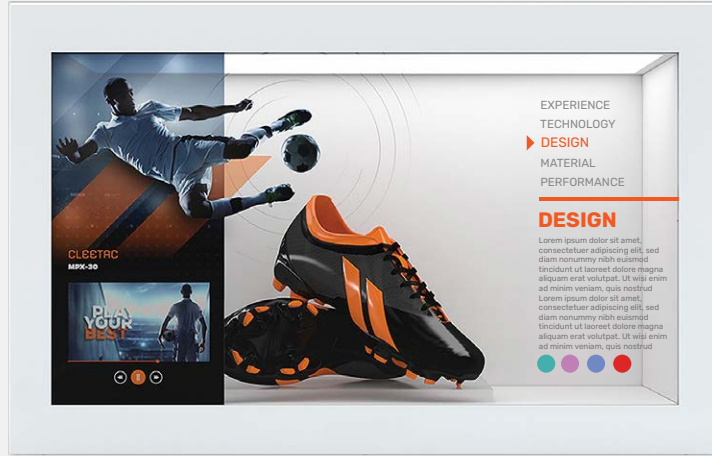 CLEETAC
MPX-30
PLAY
YOUR
BEST
EXPERIENCE
TECHNOLOGY
DESIGN
MATERIAL
PERFORMANCE
DESIGN
Lorem ipsum dolor sit amet,
consectetuer adipiscing elit, sed
diam nonummy nibh euismod
tincidunt ut laoreet dolore magna
aliquam erat volutpat. Ut wisi enim
ad minim veniam, quis nostrud
Lorem ipsum dolor sit amet,
consectetuer adipiscing elit, sed
diam nonummy nibh euismod
tincidunt ut laoreet dolore magna
aliquam erat volutpat. Ut wisi enim
ad minim veniam, quis nostrud